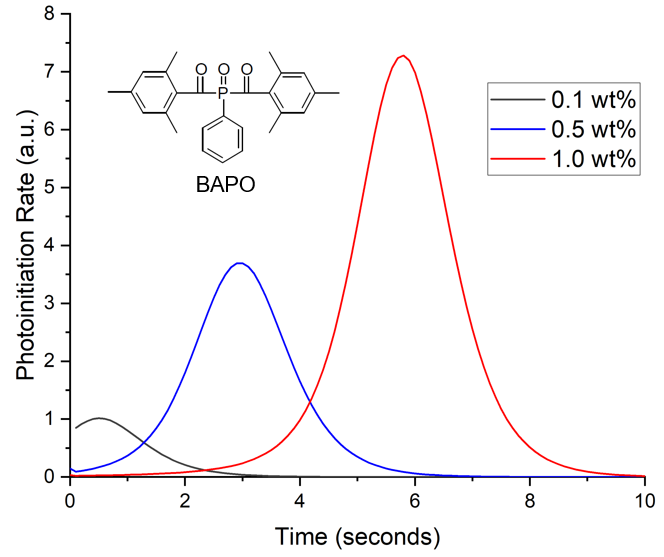 8
7
6
5
4
3
2
1
0
0
2
4
6
8
10
Photoinitiation Rate (a.u.)
Time (seconds)
O O O
P
BAPO
0.1 wt%
0.5 wt%
1.0 wt%